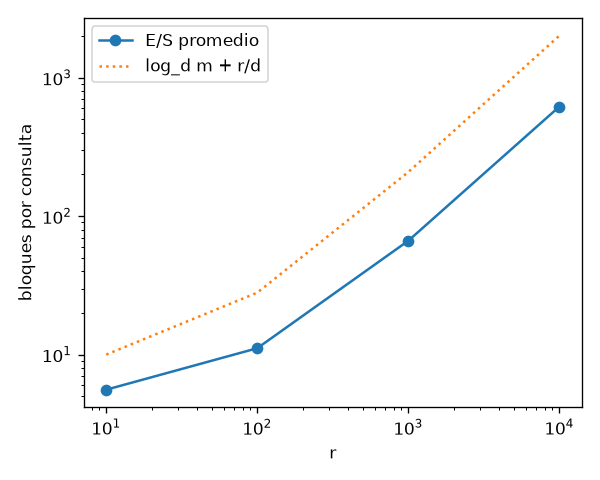 E/S promedio
log_d m + r/d
bloques por consulta
10³
10²
10¹
10¹ 10² 10³ 10⁴
r